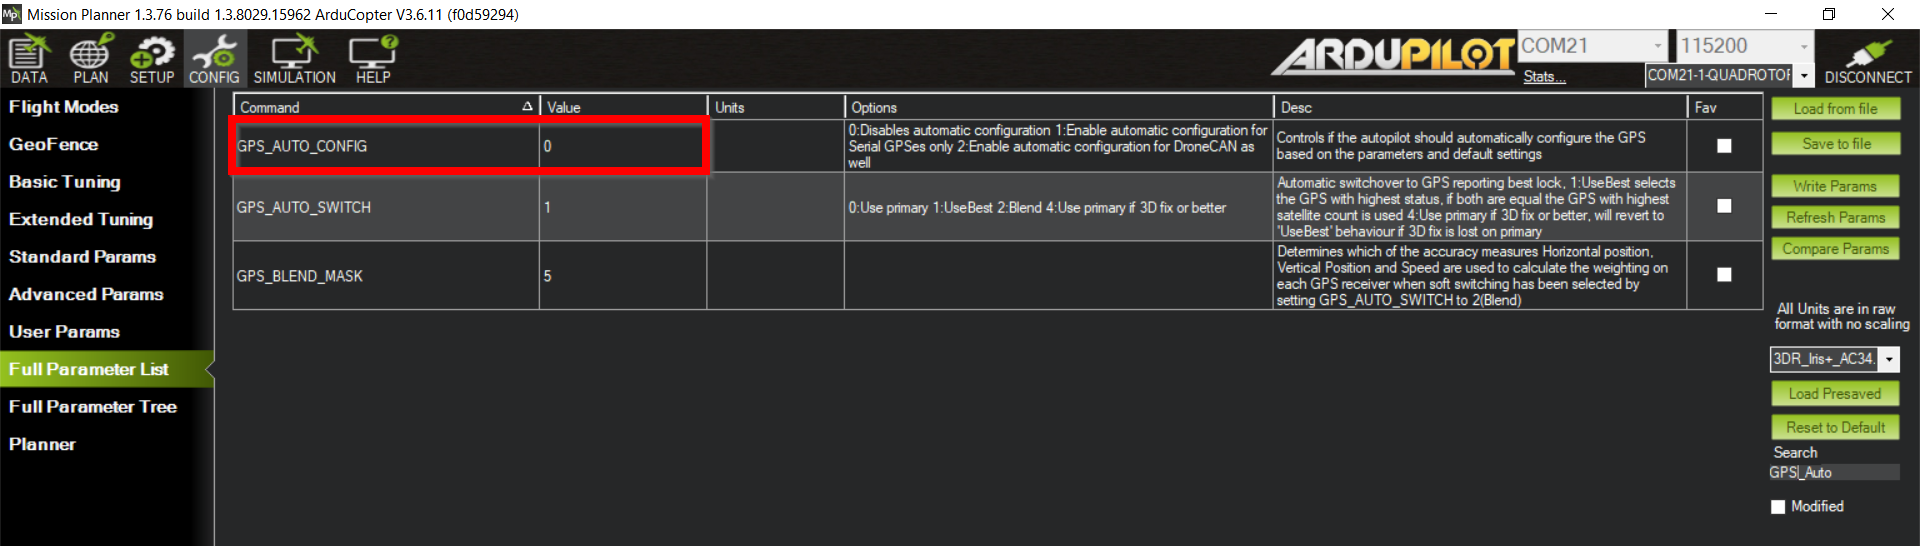 Mission Planner 1.3.76 build 1.3.8029.15962 ArduCopter V3.6.11 (f0d59294)
DATA PLAN SETUP CONFIG SIMULATION HELP
ARDUPILOT
COM21 115200
Stats...
COM21-1-QUADROTOR
DISCONNECT
Flight Modes
GeoFence
Basic Tuning
Extended Tuning
Standard Params
Advanced Params
User Params
Full Parameter List
Full Parameter Tree
Planner
Command Value Units Options Desc Fav
GPS_AUTO_CONFIG 0
0:Disables automatic configuration 1:Enable automatic configuration for
Serial GPSes only 2:Enable automatic configuration for DroneCAN as
well
Controls if the autopilot should automatically configure the GPS
based on the parameters and default settings
GPS_AUTO_SWITCH 1
0:Use primary 1:UseBest 2:Blend 4:Use primary if 3D fix or better
Automatic switchover to GPS reporting best lock, 1:UseBest selects
the GPS with highest status, if both are equal the GPS with highest
satellite count is used 4:Use primary if 3D fix or better, will revert to
'UseBest' behaviour if 3D fix is lost on primary
GPS_BLEND_MASK 5
Determines which of the accuracy measures Horizontal position,
Vertical Position and Speed are used to calculate the weighting on
each GPS receiver when soft switching has been selected by
setting GPS_AUTO_SWITCH to 2(Blend)
Load from file
Save to file
Write Params
Refresh Params
Compare Params
All Units are in raw
format with no scaling
3DR_Iris+_AC34.
Load Presaved
Reset to Default
Search
GPS_Auto
Modified